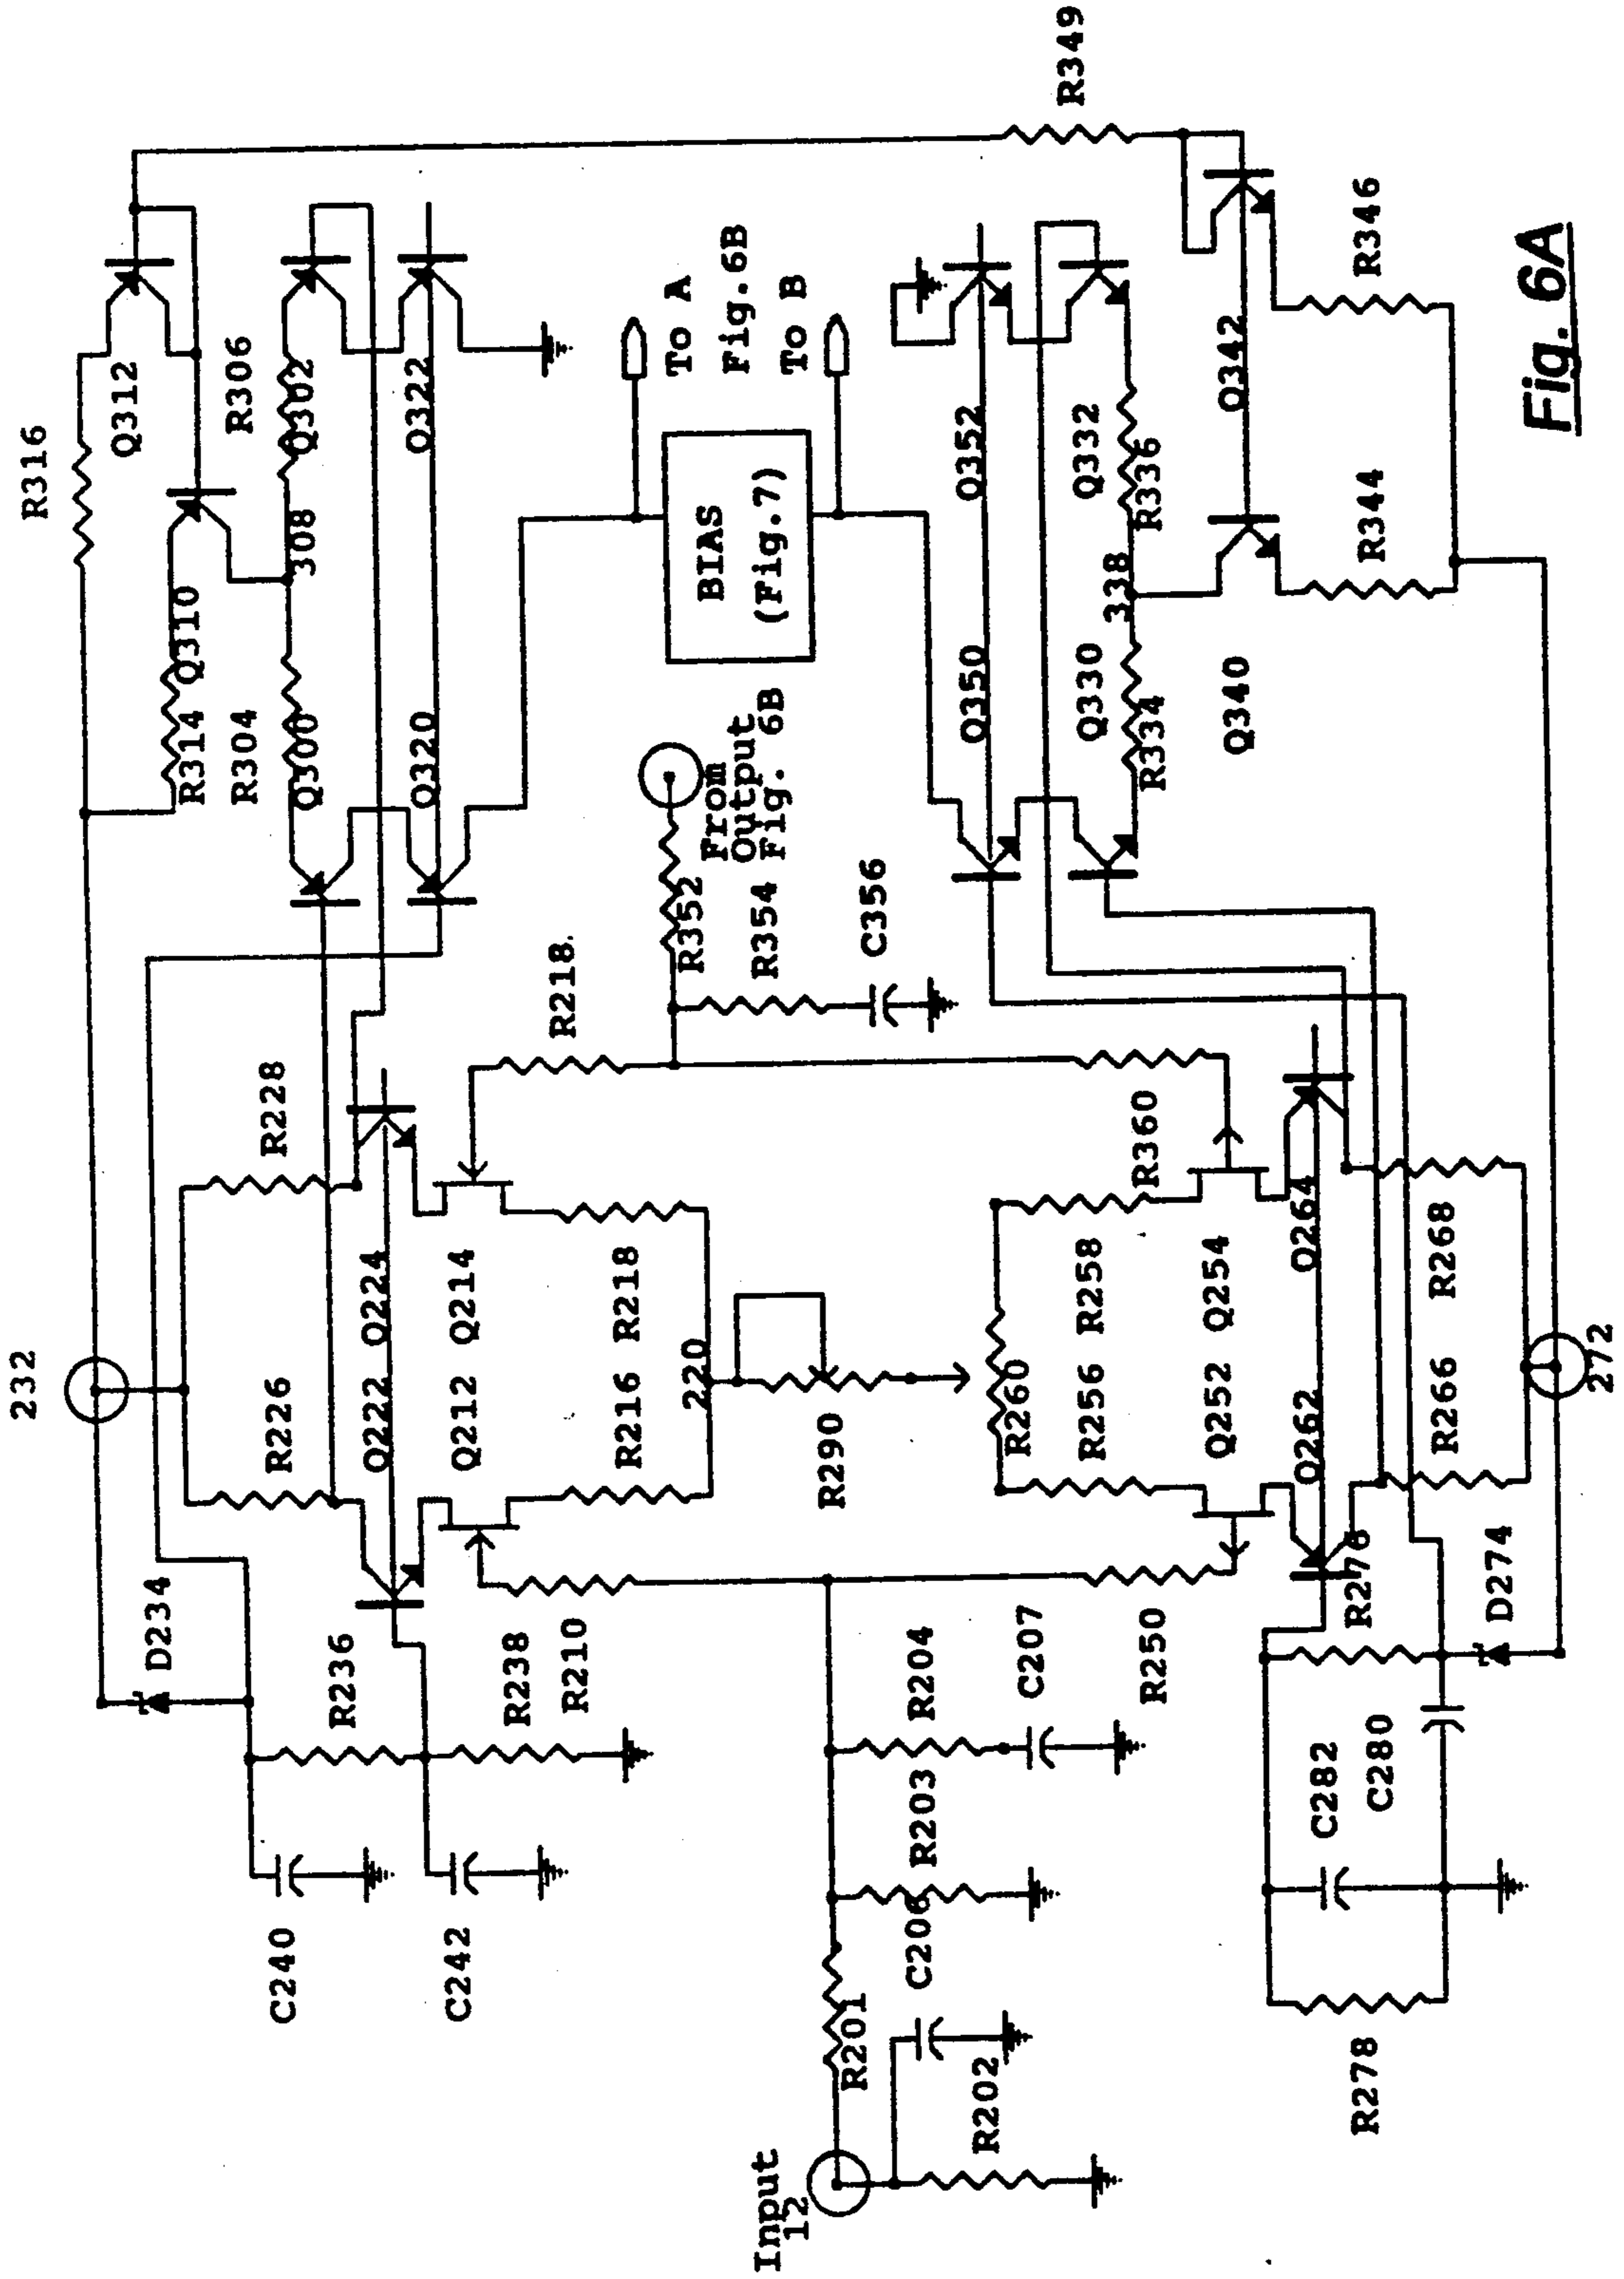 232
R316
Q312
D234
R314 Q310
R304
R306
C240
R226
R228
Q300
308
Q302
R236
Q222 Q224
Q320
Q322
C242
Q212 Q214
R238
R218
R210
R216 R218
220
To A
Fig.6B
To B
BIAS
(Fig.7)
From
Output
Fig. 6B
R352
R354
Input
12
R290
R201
C356
C206
R203
R204
R202
C207
R260
Q350
Q352
R349
R256 R258
Q330
Q332
338
R334
R336
R250
R360
Q252 Q254
Q340
Q342
Q262
Q264
C282
R276
C280
R278
R344
R346
R266
R268
D274
272
Fig. 6A